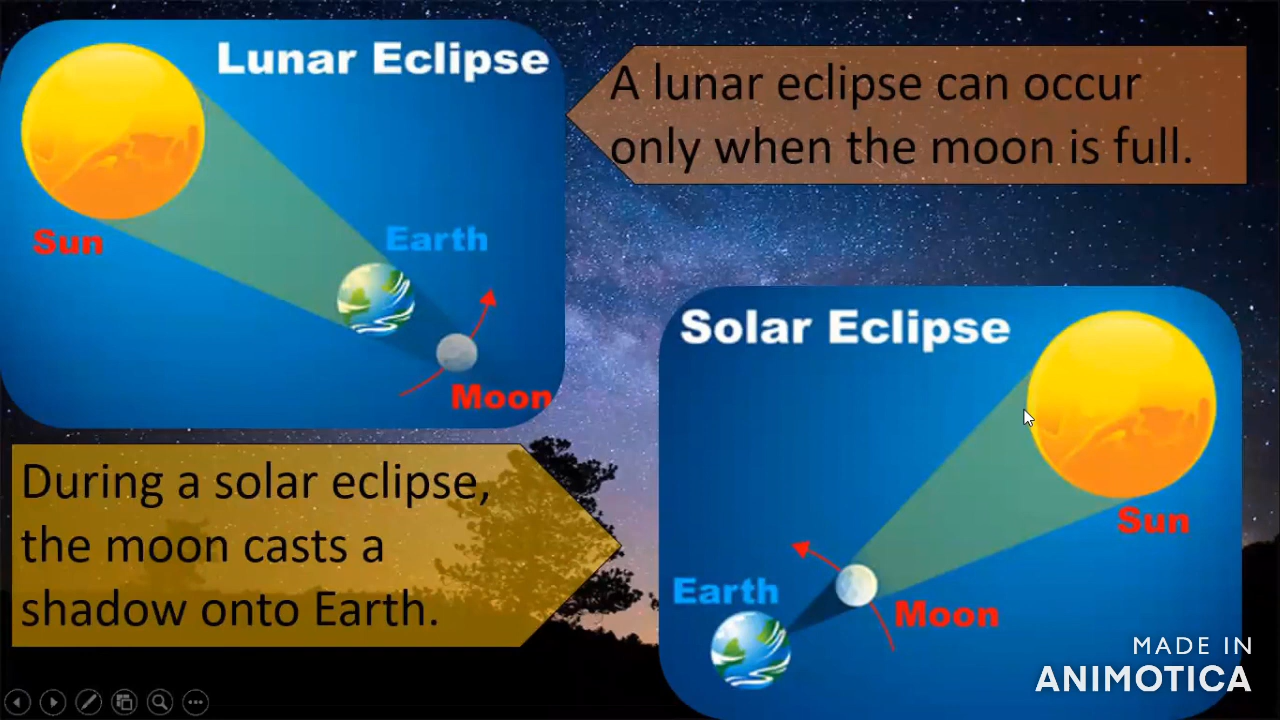 Lunar Eclipse
A lunar eclipse can occur
only when the moon is full.
Sun
Earth
Moon
During a solar eclipse,
the moon casts a
shadow onto Earth.
Solar Eclipse
Sun
Earth
Moon
MADE IN
ANIMOTICA